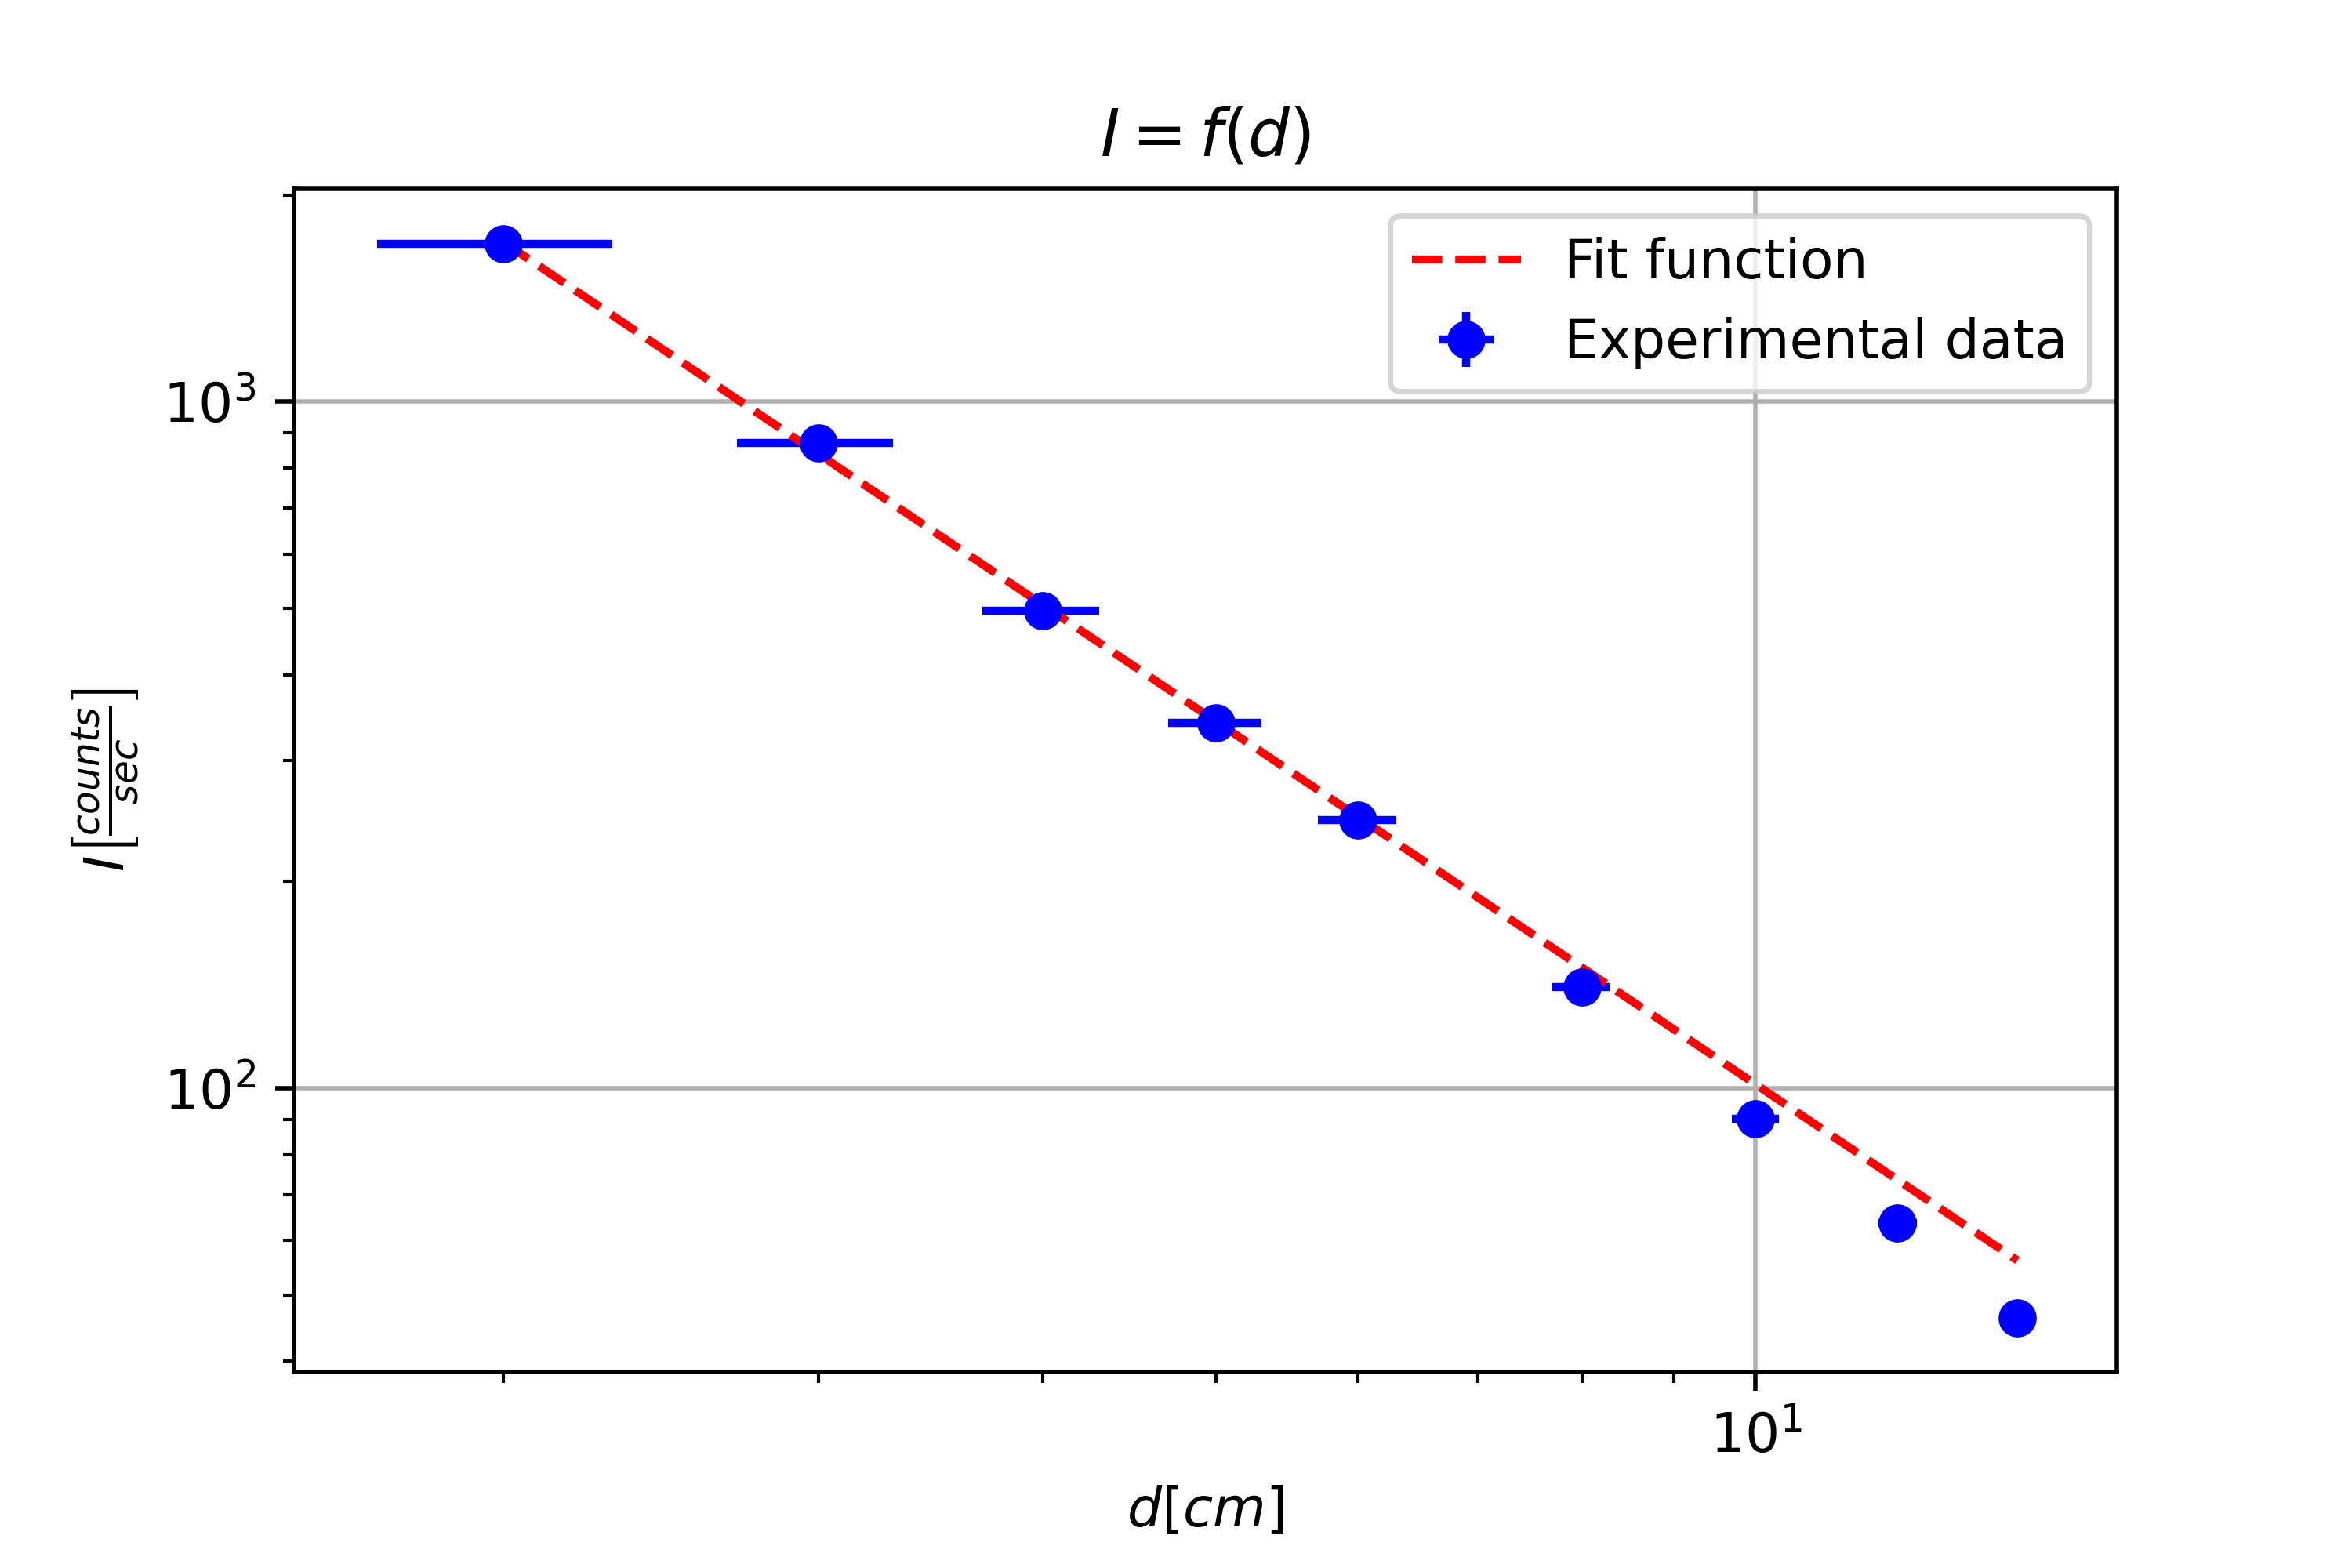 I = f(d)
Fit function
Experimental data
10³
10²
I[counts/sec]
10¹
d[cm]